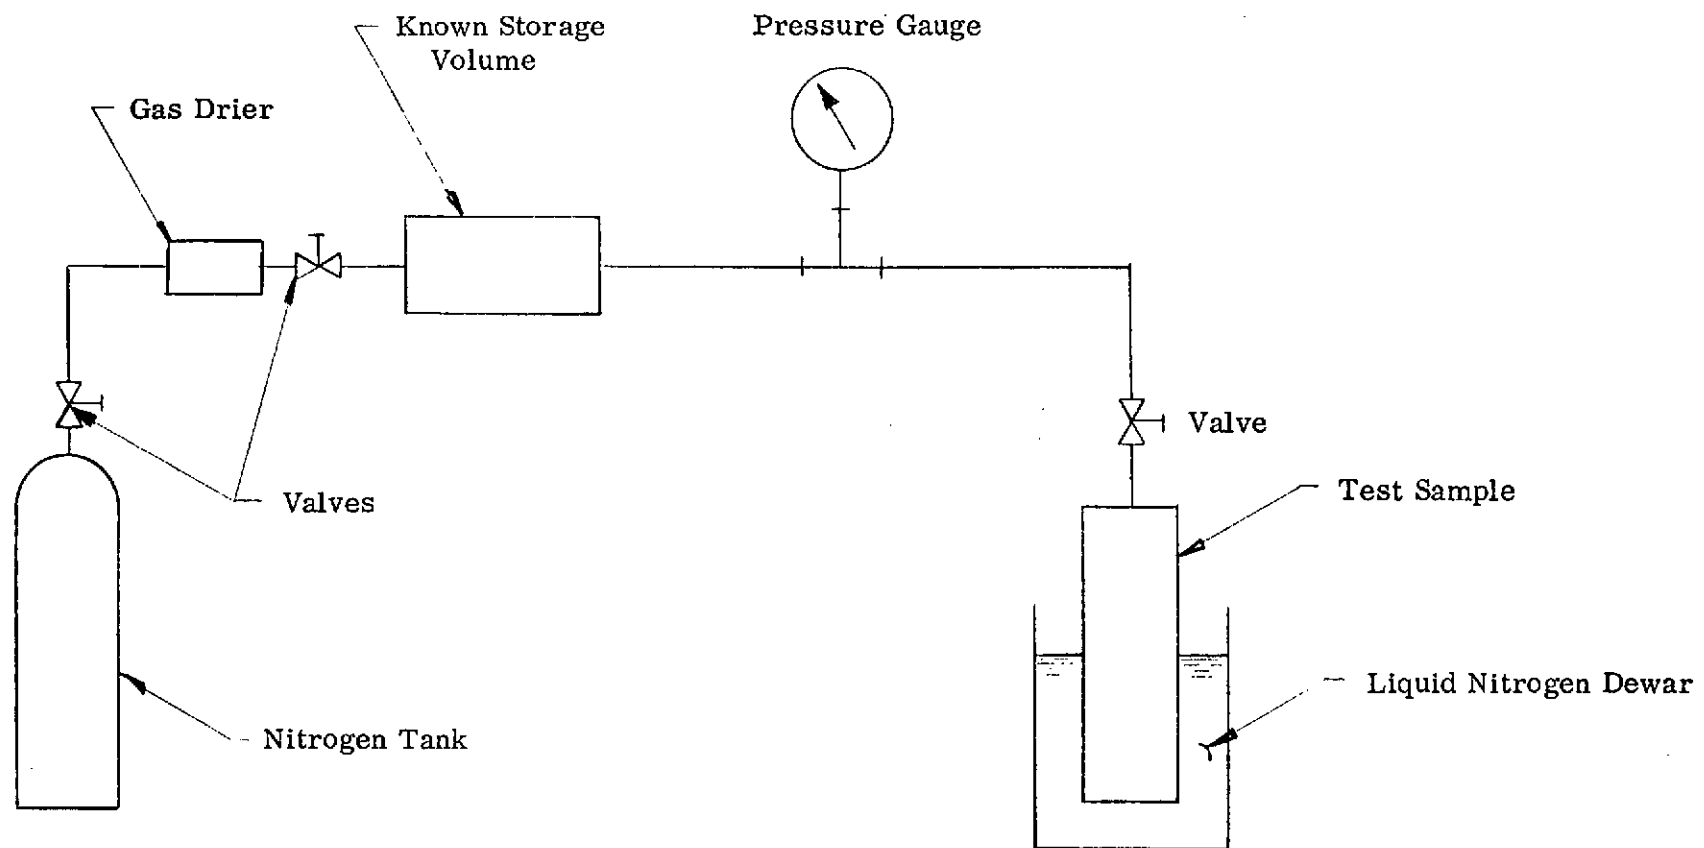 Known Storage
Volume
Pressure Gauge
Gas Drier
Valve
Test Sample
Valves
Liquid Nitrogen Dewar
Nitrogen Tank